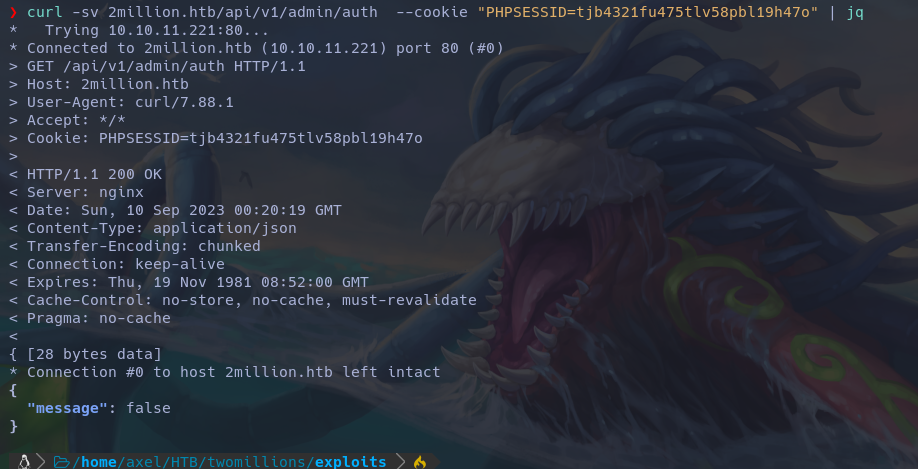 ❯ curl -sv 2million.htb/api/v1/admin/auth  --cookie "PHPSESSID=tjb4321fu475tlv58pbl19h47o" | jq
*   Trying 10.10.11.221:80...
* Connected to 2million.htb (10.10.11.221) port 80 (#0)
> GET /api/v1/admin/auth HTTP/1.1
> Host: 2million.htb
> User-Agent: curl/7.88.1
> Accept: */*
> Cookie: PHPSESSID=tjb4321fu475tlv58pbl19h47o
>
< HTTP/1.1 200 OK
< Server: nginx
< Date: Sun, 10 Sep 2023 00:20:19 GMT
< Content-Type: application/json
< Transfer-Encoding: chunked
< Connection: keep-alive
< Expires: Thu, 19 Nov 1981 08:52:00 GMT
< Cache-Control: no-store, no-cache, must-revalidate
< Pragma: no-cache
<
{ [28 bytes data]
* Connection #0 to host 2million.htb left intact
{
  "message": false
}
/home/axel/HTB/twomillions/exploits